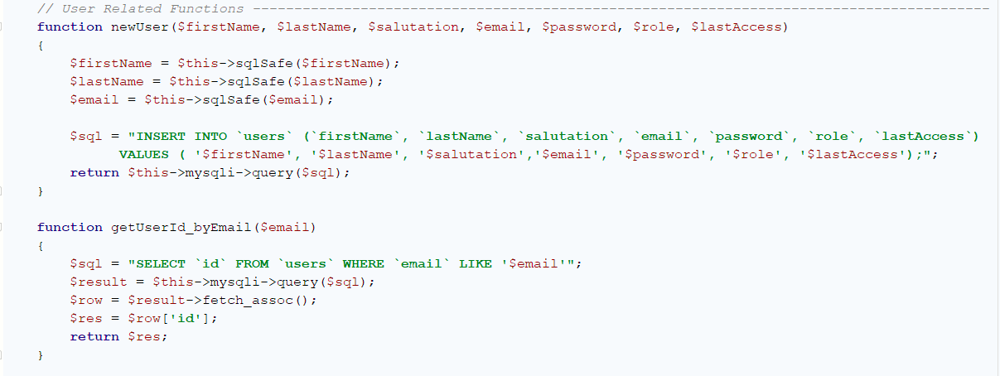 // User Related Functions -----------------------------------------------------------------------------------------
function newUser($firstName, $lastName, $salutation, $email, $password, $role, $lastAccess)
{
    $firstName = $this->sqlSafe($firstName);
    $lastName = $this->sqlSafe($lastName);
    $email = $this->sqlSafe($email);

    $sql = "INSERT INTO `users` (`firstName`, `lastName`, `salutation`, `email`, `password`, `role`, `lastAccess`)
          VALUES ( '$firstName', '$lastName', '$salutation','$email', '$password', '$role', '$lastAccess');";
    return $this->mysqli->query($sql);
}

function getUserId_byEmail($email)
{
    $sql = "SELECT `id` FROM `users` WHERE `email` LIKE '$email'";
    $result = $this->mysqli->query($sql);
    $row = $result->fetch_assoc();
    $res = $row['id'];
    return $res;
}